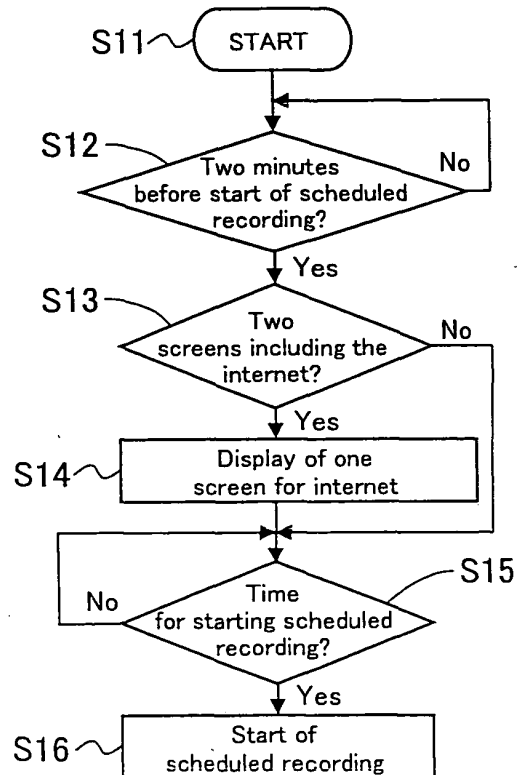 S11
START
S12
Two minutes
before start of scheduled
recording?
No
Yes
S13
Two
screens including the
internet?
No
Yes
S14
Display of one
screen for internet
S15
Time
for starting scheduled
recording?
No
Yes
S16
Start of
scheduled recording